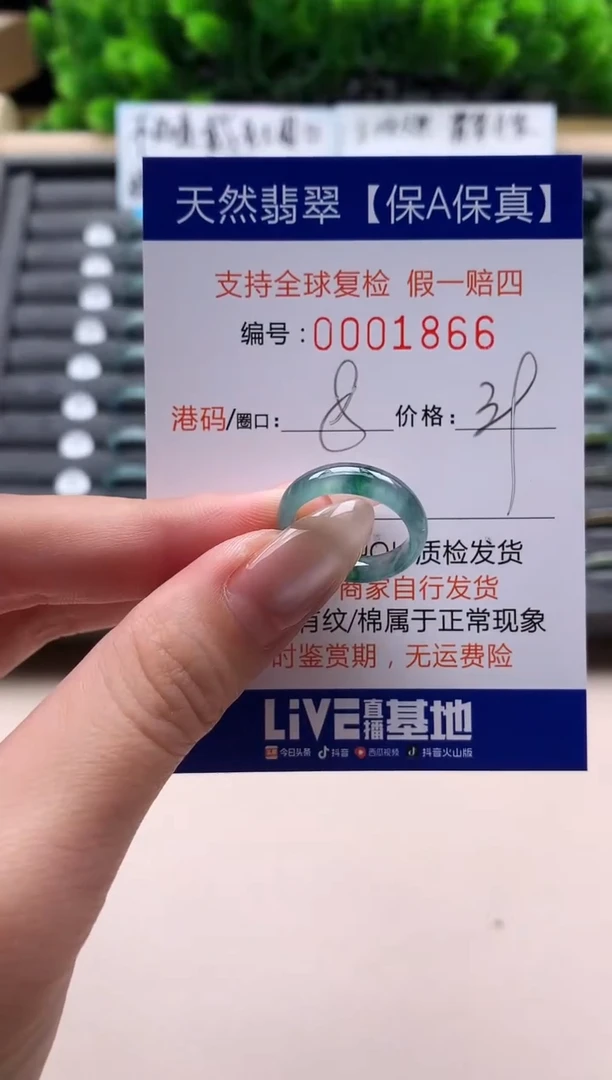 天然翡翠【保A保真】
支持全球复检 假一赔四
编号：0001866
港码/圈口：8 价格：39
质检发货
商家自行发货
有纹/棉属于正常现象
时鉴赏期，无运费险
LIVE直播基地
今日头条 抖音 西瓜视频 抖音火山版